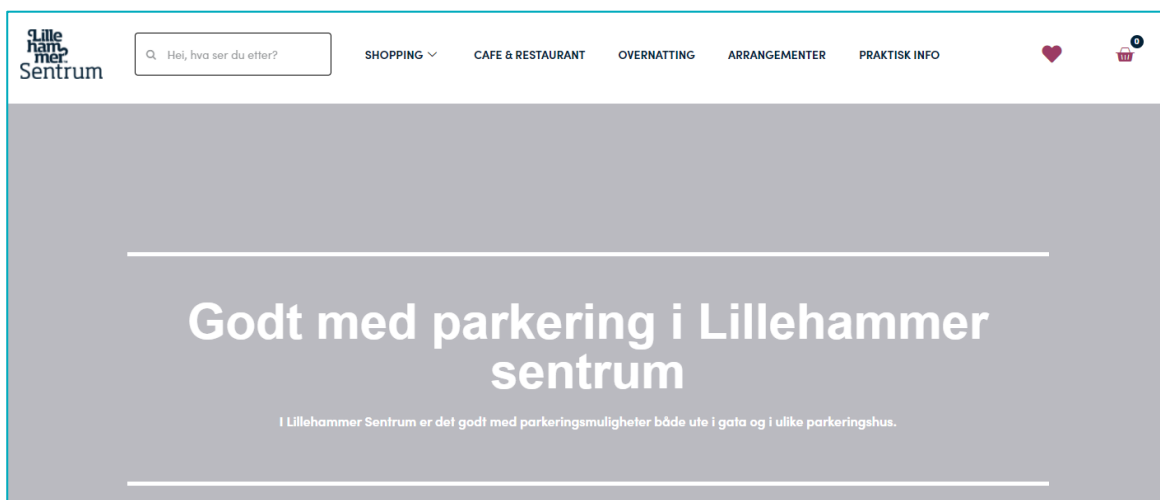 Lille
ham
mer
Sentrum
Hei, hva ser du etter?
SHOPPING
CAFE & RESTAURANT
OVERNATTING
ARRANGEMENTER
PRAKTISK INFO
0
Godt med parkering i Lillehammer
sentrum
I Lillehammer Sentrum er det godt med parkeringsmuligheter både ute i gata og i ulike parkeringshus.